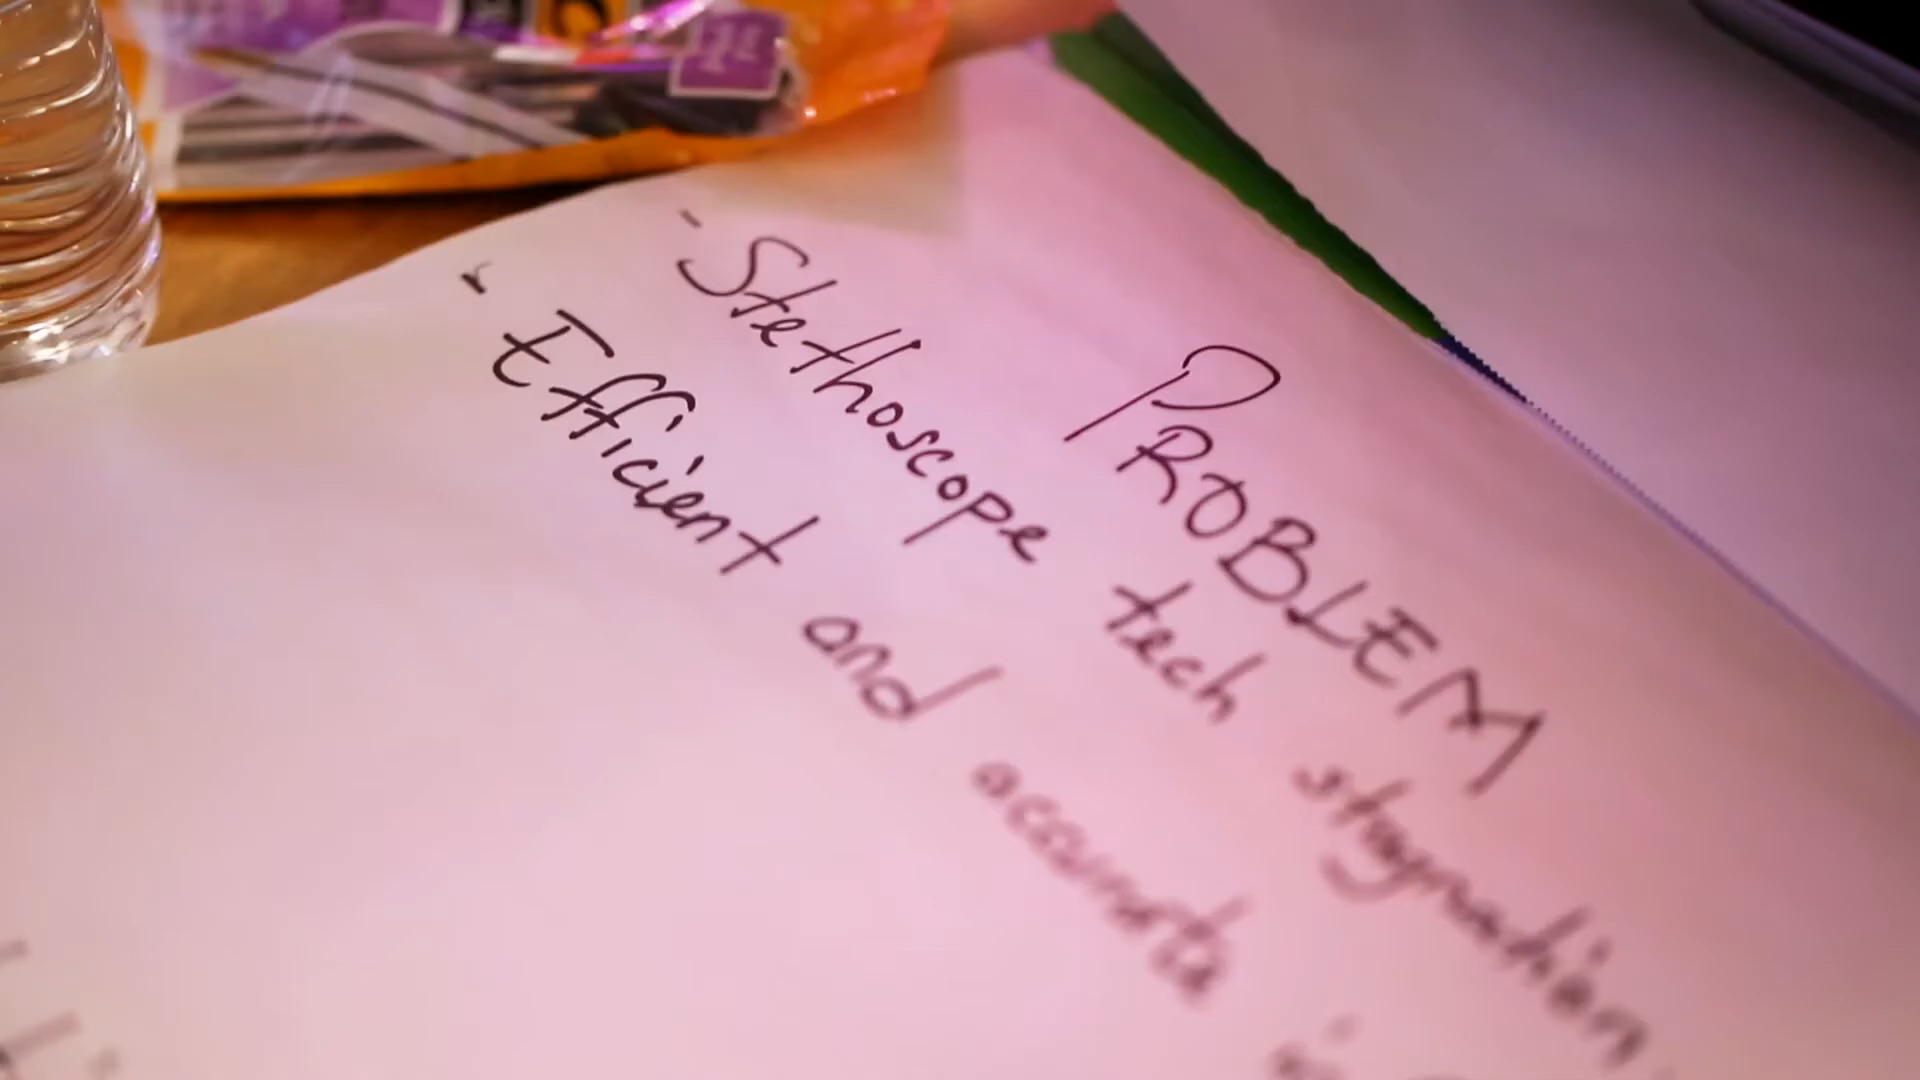 PROBLEM
- Stethoscope tech stagnation
- Efficient and accurate